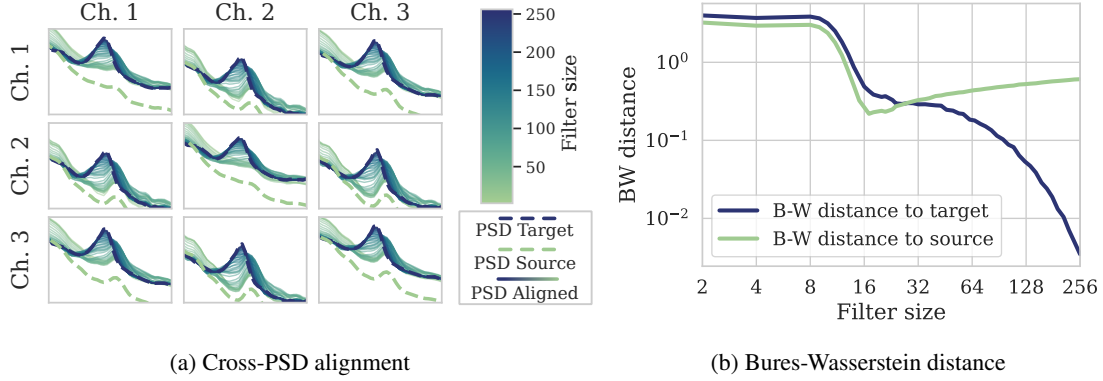 Ch. 1
Ch. 2
Ch. 3
Ch. 1
Ch. 2
Ch. 3
250
200
150
100
50
Filter size
PSD Target
PSD Source
PSD Aligned
(a) Cross-PSD alignment
BW distance
10⁰
10⁻¹
10⁻²
B-W distance to target
B-W distance to source
2 4 8 16 32 64 128 256
Filter size
(b) Bures-Wasserstein distance